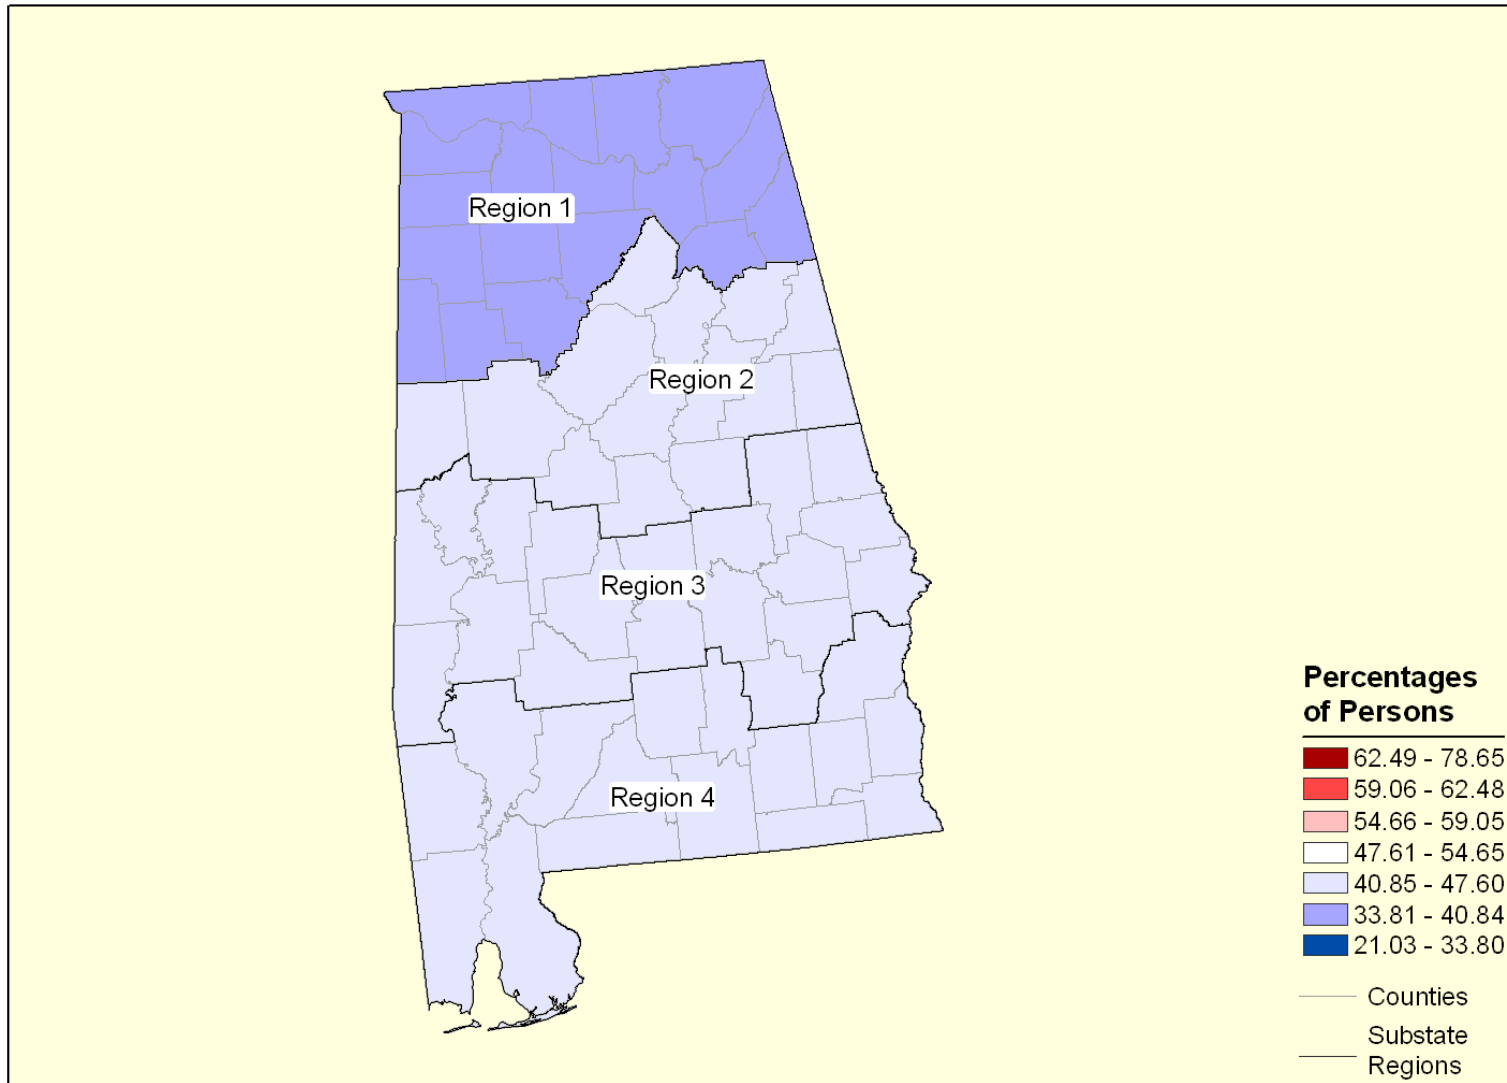 Region 1
Region 2
Region 3
Region 4
Percentages
of Persons
62.49 - 78.65
59.06 - 62.48
54.66 - 59.05
47.61 - 54.65
40.85 - 47.60
33.81 - 40.84
21.03 - 33.80
Counties
Substate
Regions